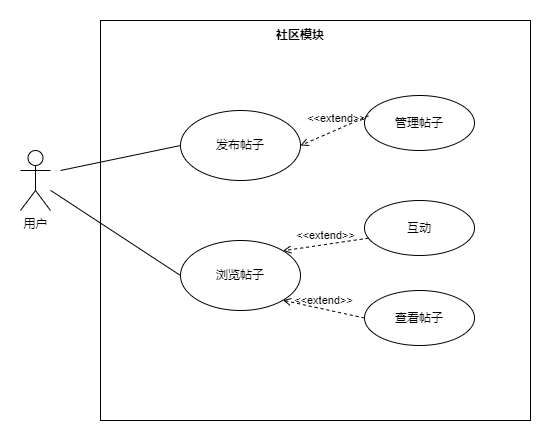 社区模块
发布帖子
<<extend>>
管理帖子
用户
浏览帖子
<<extend>>
互动
<<extend>>
查看帖子